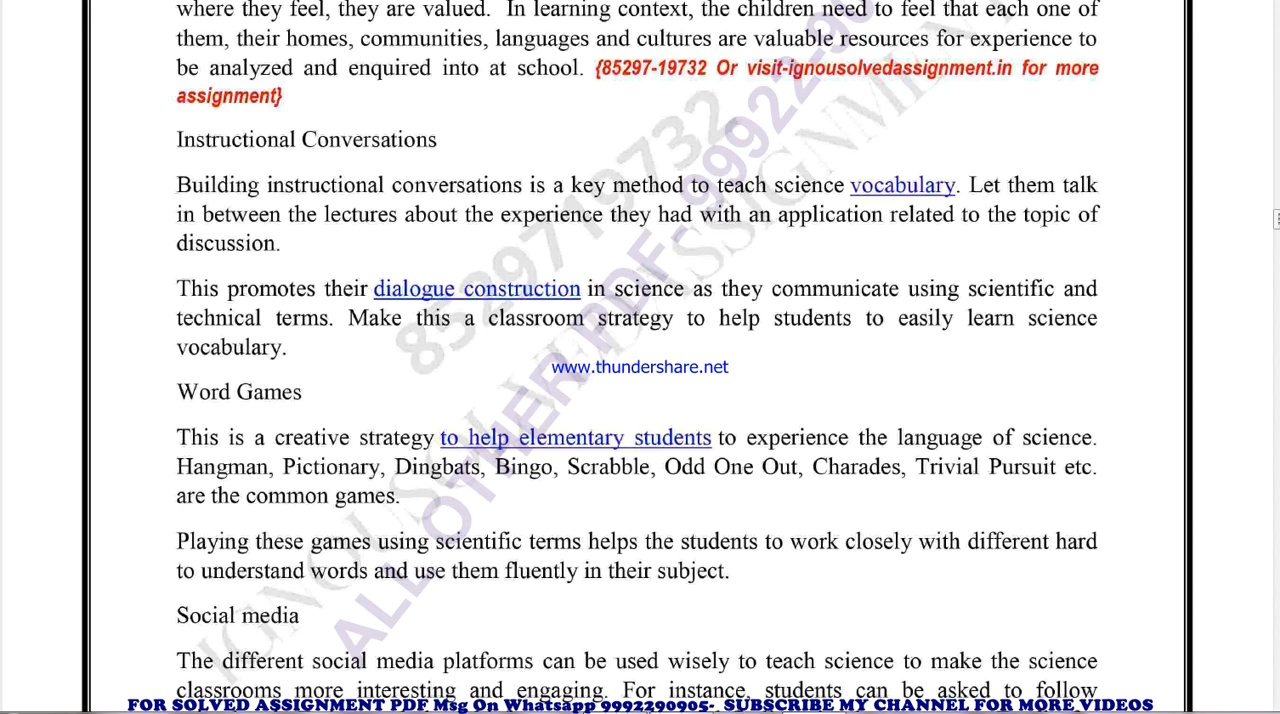 where they feel, they are valued. In learning context, the children need to feel that each one of
them, their homes, communities, languages and cultures are valuable resources for experience to
be analyzed and enquired into at school. {85297-19732 Or visit-ignousolvedassignment.in for more
assignment}
Instructional Conversations
Building instructional conversations is a key method to teach science vocabulary. Let them talk
in between the lectures about the experience they had with an application related to the topic of
discussion.
This promotes their dialogue construction in science as they communicate using scientific and
technical terms. Make this a classroom strategy to help students to easily learn science
vocabulary.
www.thundershare.net
Word Games
This is a creative strategy to help elementary students to experience the language of science.
Hangman, Pictionary, Dingbats, Bingo, Scrabble, Odd One Out, Charades, Trivial Pursuit etc.
are the common games.
Playing these games using scientific terms helps the students to work closely with different hard
to understand words and use them fluently in their subject.
Social media
The different social media platforms can be used wisely to teach science to make the science
classrooms more interesting and engaging. For instance, students can be asked to follow
FOR SOLVED ASSIGNMENT PDF Msg On Whatsapp 9992290905-  SUBSCRIBE MY CHANNEL FOR MORE VIDEOS
8529719732
ALL OTHER PDF- 99922-90